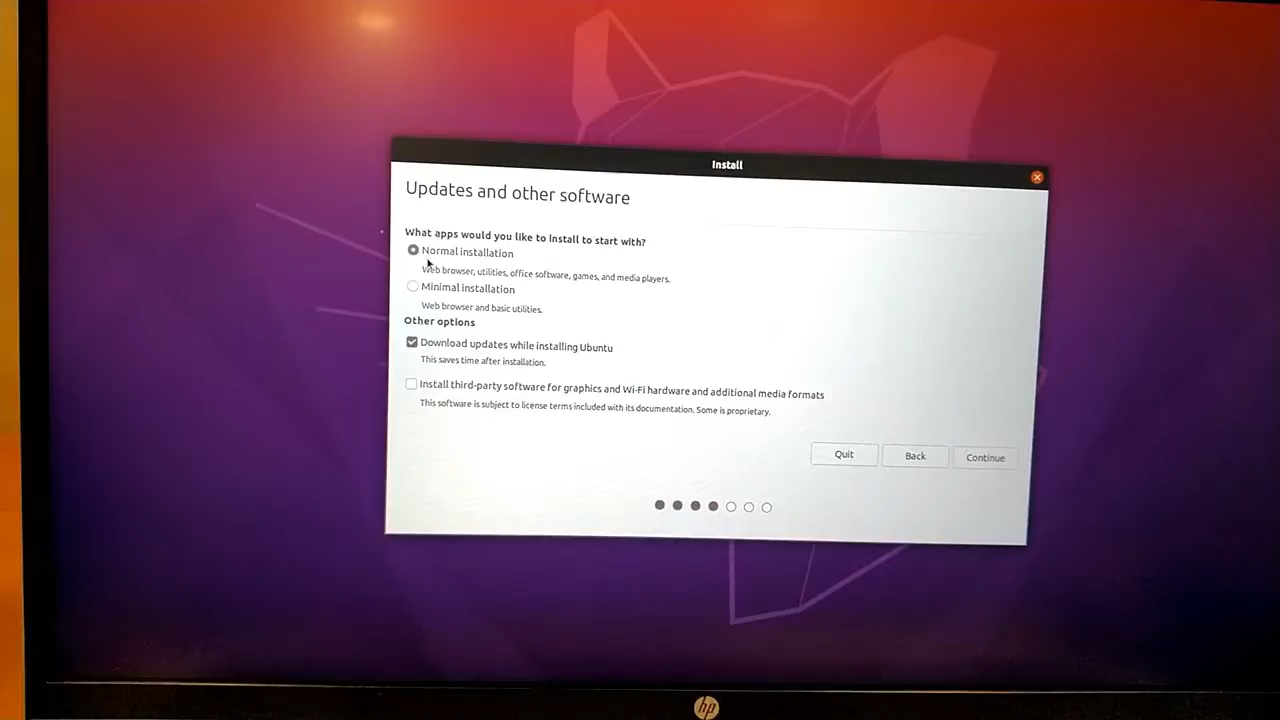 Install
Updates and other software
What apps would you like to install to start with?
Normal installation
Web browser, utilities, office software, games, and media players.
Minimal installation
Web browser and basic utilities.
Other options
Download updates while installing Ubuntu
This saves time after installation.
Install third-party software for graphics and Wi-Fi hardware and additional media formats
This software is subject to license terms included with its documentation. Some is proprietary.
Quit Back Continue
hp